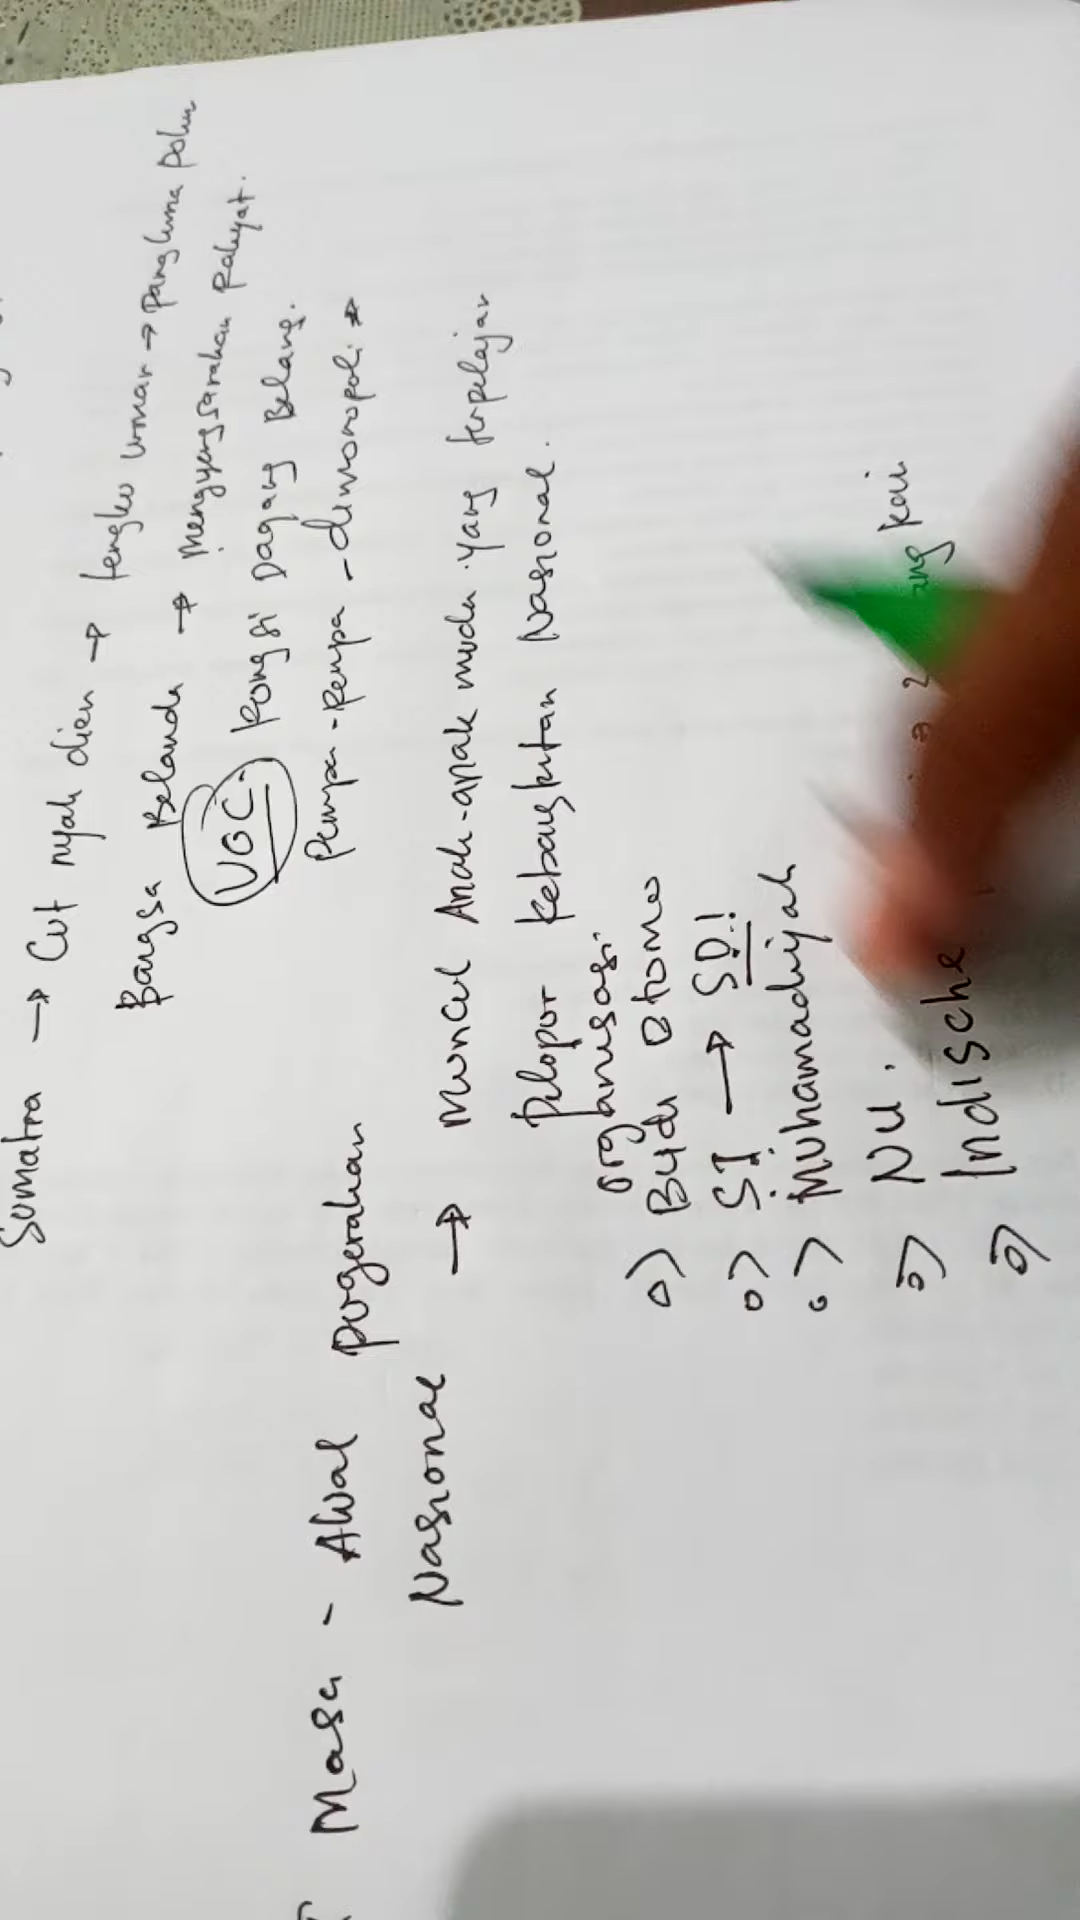 Sumatra → Cut nyak dien → tengku Umar → Panglima Polim
Bangsa Belanda → Mengyengsarakan Rakyat.
VOC. Kongsi Dagang Belang.
Rempa-Rempa - dimonopoli
Masa - Awal Pergerakan
Nasional → Muncul Anak-anak muda yang terpelajar
Pelopor Kebangkitan Nasional.
organisasi
o) Budi Otomo
o) SI → SDI
o) Muhamadiyah
o) NU.
o) Indische